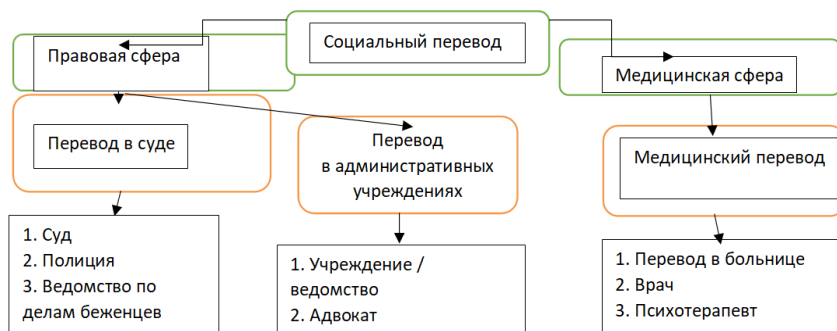 Социальный перевод
Правовая сфера
Медицинская сфера
Перевод в суде
Перевод
в административных
учреждениях
Медицинский перевод
1. Суд
2. Полиция
3. Ведомство по
делам беженцев
1. Учреждение /
ведомство
2. Адвокат
1. Перевод в больнице
2. Врач
3. Психотерапевт